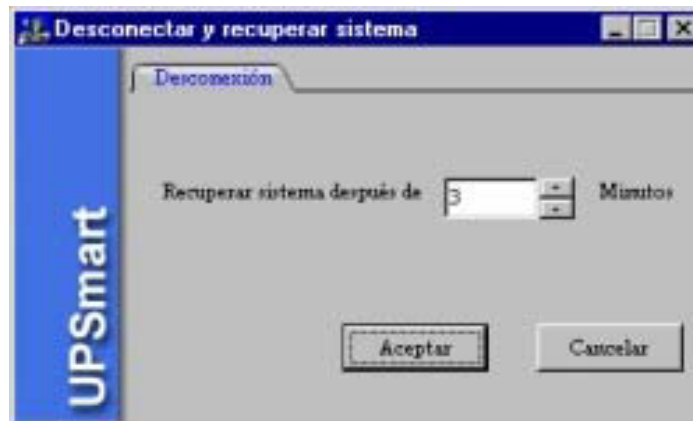 Desconectar y recuperar sistema
Desconexión
Recuperar sistema después de 3 Minutos
Aceptar Cancelar
UPSmart